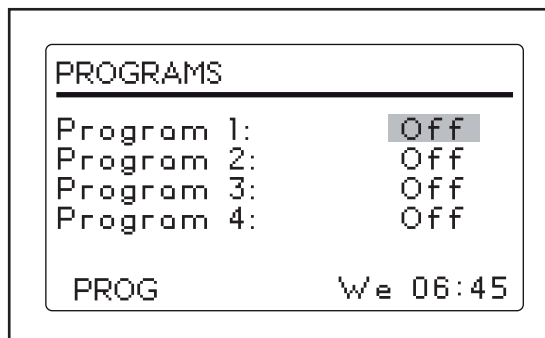 PROGRAMS
Program 1: Off
Program 2: Off
Program 3: Off
Program 4: Off
PROG We 06:45